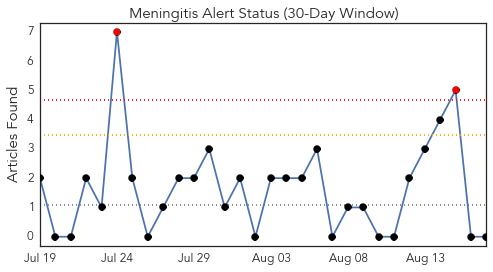 Meningitis Alert Status (30-Day Window)
Articles Found
7
6
5
4
3
2
1
0
Jul 19 Jul 24 Jul 29 Aug 03 Aug 08 Aug 13